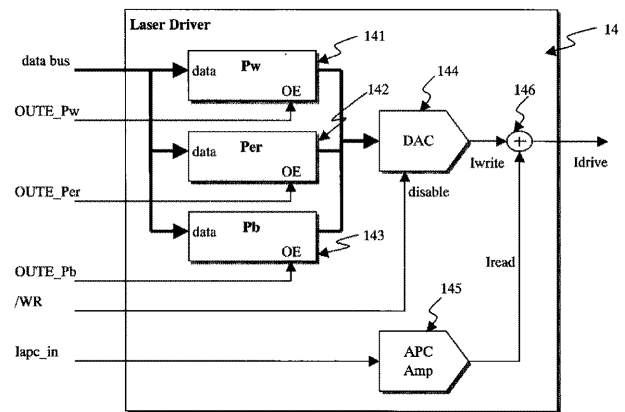 Laser Driver
14
141
data bus
data
Pw
OE
142
144
146
OUTE_Pw
Per
DAC
data
OE
Iwrite
Idrive
OUTE_Per
disable
Pb
data
OE
143
OUTE_Pb
Iread
/WR
145
Iapc_in
APC
Amp